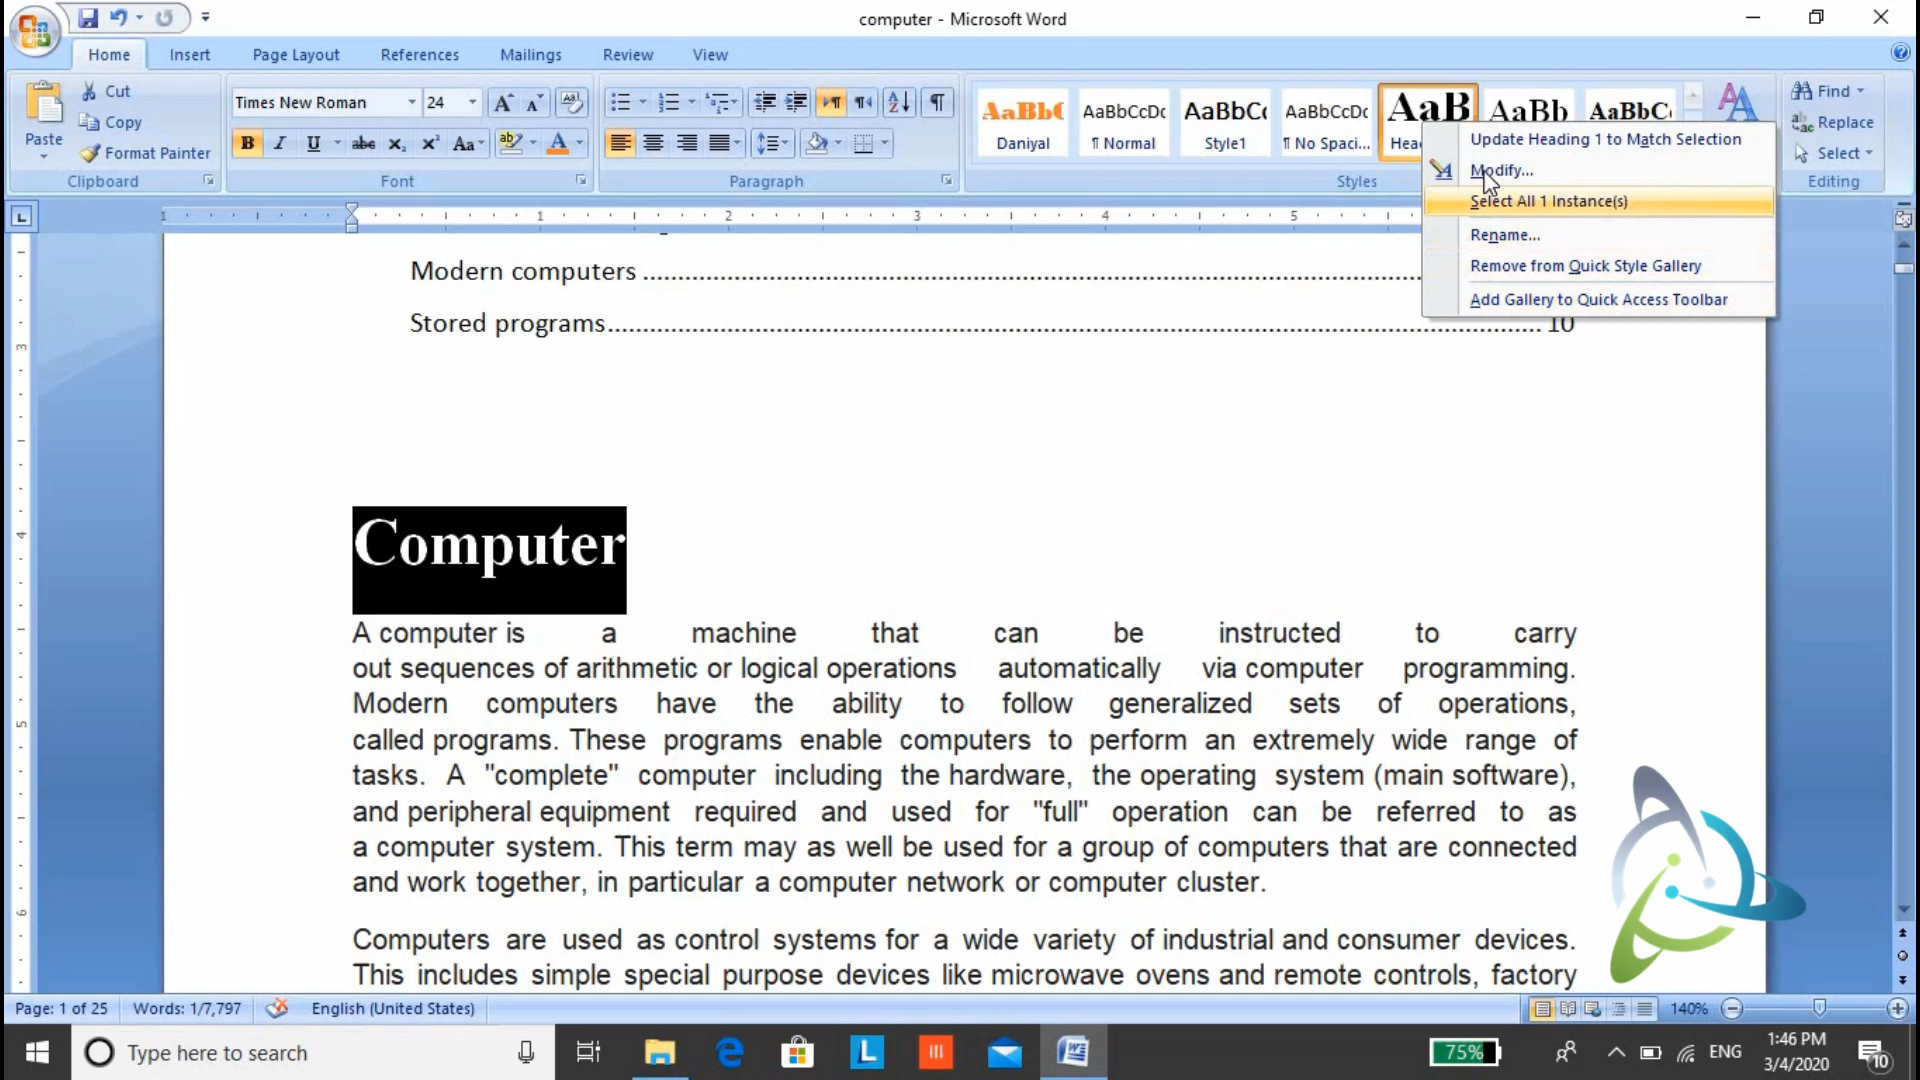 computer - Microsoft Word
Home Insert Page Layout References Mailings Review View
Paste
Cut
Copy
Format Painter
Clipboard
Times New Roman 24
Font
Paragraph
AaBbC Daniyal
AaBbCcDc ¶ Normal
AaBbCc Style1
AaBbCcDc ¶ No Spaci...
AaB
AaBb
AaBbC
Styles
Find
Replace
Select
Editing
Update Heading 1 to Match Selection
Modify...
Select All 1 Instance(s)
Rename...
Remove from Quick Style Gallery
Add Gallery to Quick Access Toolbar
1 1 2 3 4 5
3
4
5
6
Modern computers
Stored programs 10
Computer
A computer is a machine that can be instructed to carry
out sequences of arithmetic or logical operations automatically via computer programming.
Modern computers have the ability to follow generalized sets of operations,
called programs. These programs enable computers to perform an extremely wide range of
tasks. A "complete" computer including the hardware, the operating system (main software),
and peripheral equipment required and used for "full" operation can be referred to as
a computer system. This term may as well be used for a group of computers that are connected
and work together, in particular a computer network or computer cluster.
Computers are used as control systems for a wide variety of industrial and consumer devices.
This includes simple special purpose devices like microwave ovens and remote controls, factory
Page: 1 of 25 Words: 1/7,797 English (United States) 140%
Type here to search
75% ENG
1:46 PM
3/4/2020
10